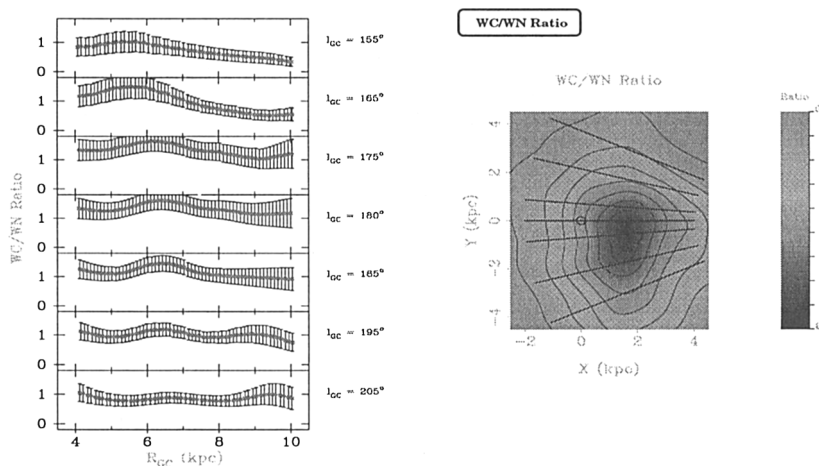 1
0
l_GC = 155°
1
0
l_GC = 165°
1
0
l_GC = 175°
1
0
l_GC = 180°
1
0
l_GC = 165°
1
0
l_GC = 195°
1
0
l_GC = 205°
WC/WN Ratio
4 6 8 10
R_GC (kpc)
WC/WN Ratio
WC/WN Ratio
Ratio
4
2
0
−2
−4
Y (kpc)
−2 0 2 4
X (kpc)